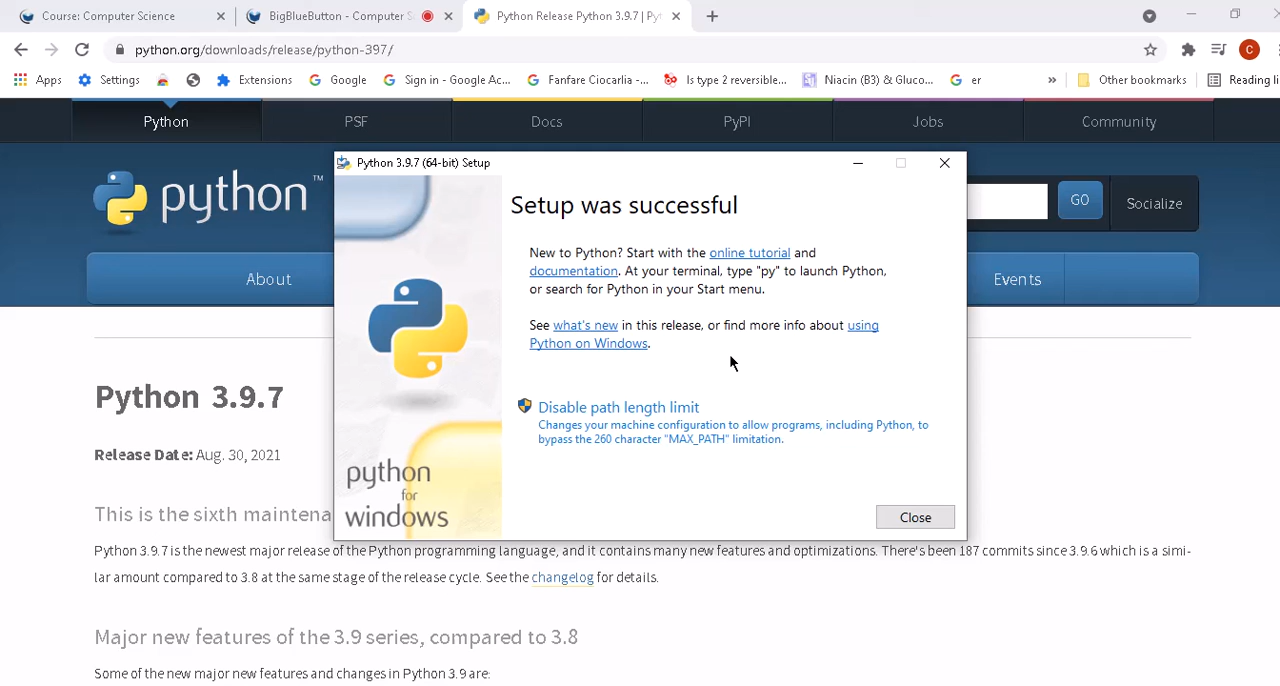 Course: Computer Science
BigBlueButton - Computer S
Python Release Python 3.9.7 | Py
python.org/downloads/release/python-397/
C
Apps
Settings
Extensions
Google
Sign in - Google Ac...
Fanfare Ciocarlia -...
Is type 2 reversible...
Niacin (B3) & Gluco...
er
»
Other bookmarks
Reading li
Python
PSF
Docs
PyPI
Jobs
Community
Python 3.9.7 (64-bit) Setup
python™
GO
Socialize
Setup was successful
New to Python? Start with the online tutorial and
documentation. At your terminal, type "py" to launch Python,
or search for Python in your Start menu.
About
Events
See what's new in this release, or find more info about using
Python on Windows.
Disable path length limit
Changes your machine configuration to allow programs, including Python, to
bypass the 260 character "MAX_PATH" limitation.
python
for
windows
Close
Python 3.9.7
Release Date: Aug. 30, 2021
This is the sixth maintena
Python 3.9.7 is the newest major release of the Python programming language, and it contains many new features and optimizations. There's been 187 commits since 3.9.6 which is a simi-
lar amount compared to 3.8 at the same stage of the release cycle. See the changelog for details.
Major new features of the 3.9 series, compared to 3.8
Some of the new major new features and changes in Python 3.9 are: